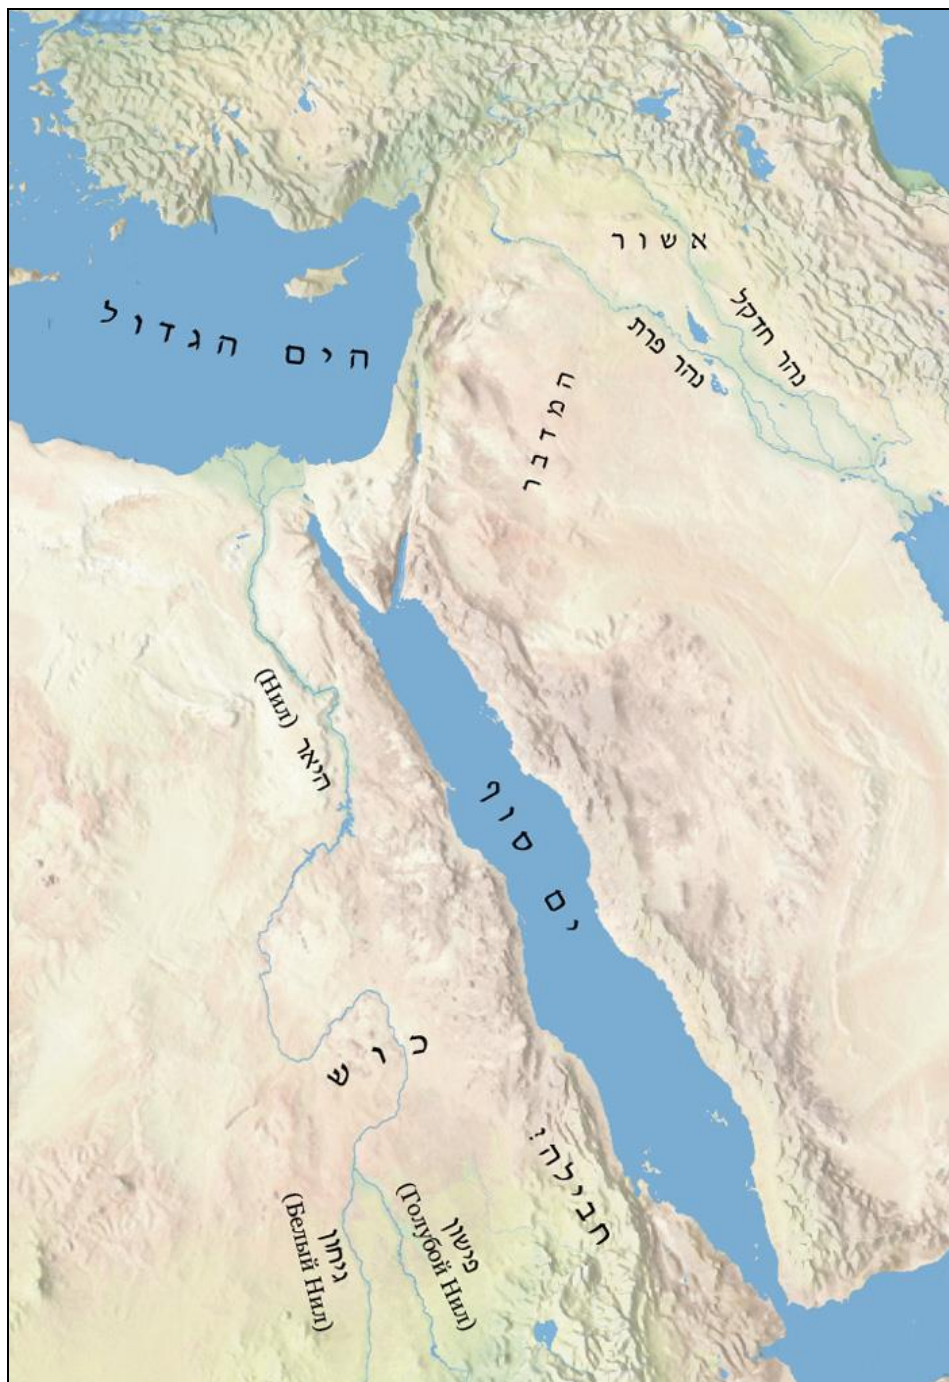 אשור
נהר חדקל
נהר פרת
הים הגדול
המדבר
היאר (Нил)
ים סוף
כוש
חבילה?
פישון
(Голубой Нил)
גיחון
(Белый Нил)